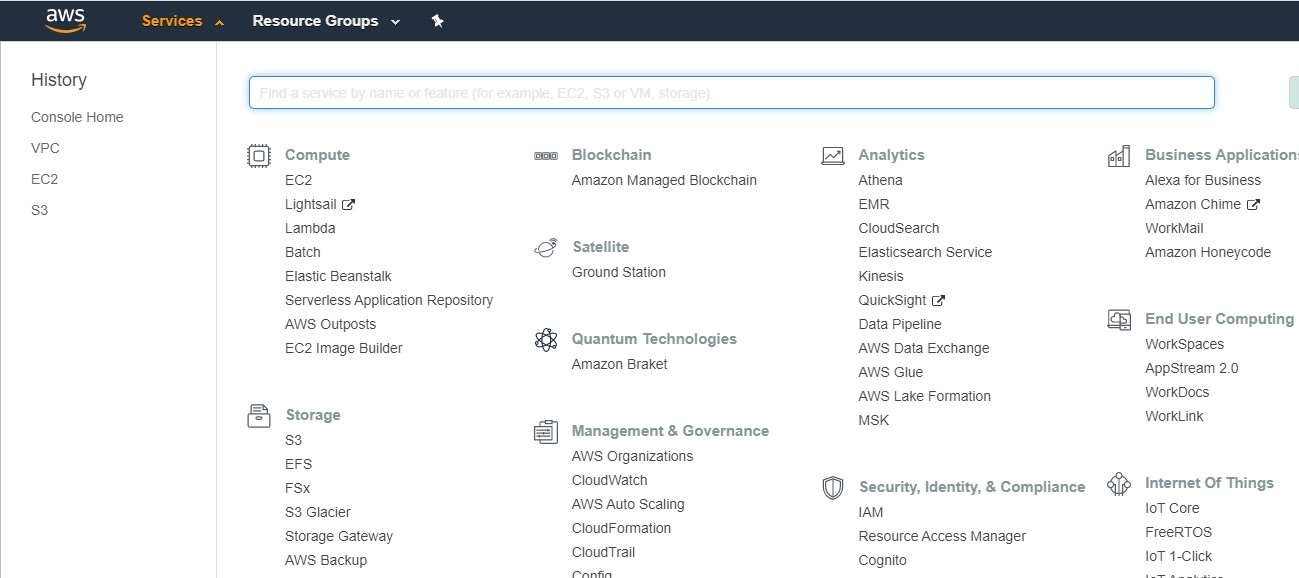 aws
Services
Resource Groups
History
Console Home
VPC
EC2
S3
Find a service by name or feature (for example, EC2, S3 or VM, storage).
Compute
EC2
Lightsail
Lambda
Batch
Elastic Beanstalk
Serverless Application Repository
AWS Outposts
EC2 Image Builder
Storage
S3
EFS
FSx
S3 Glacier
Storage Gateway
AWS Backup
Blockchain
Amazon Managed Blockchain
Satellite
Ground Station
Quantum Technologies
Amazon Braket
Management & Governance
AWS Organizations
CloudWatch
AWS Auto Scaling
CloudFormation
CloudTrail
Config
Analytics
Athena
EMR
CloudSearch
Elasticsearch Service
Kinesis
QuickSight
Data Pipeline
AWS Data Exchange
AWS Glue
AWS Lake Formation
MSK
Security, Identity, & Compliance
IAM
Resource Access Manager
Cognito
Business Applications
Alexa for Business
Amazon Chime
WorkMail
Amazon Honeycode
End User Computing
WorkSpaces
AppStream 2.0
WorkDocs
WorkLink
Internet Of Things
IoT Core
FreeRTOS
IoT 1-Click
IoT Analytics